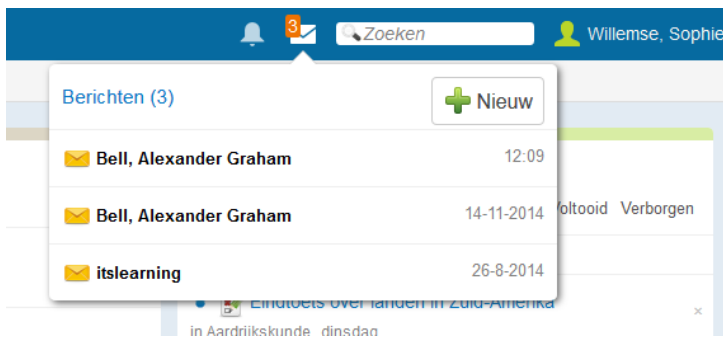 3
Zoeken
Willemse, Sophie
Berichten (3)
Nieuw
Bell, Alexander Graham 12:09
Bell, Alexander Graham 14-11-2014
Voltooid Verborgen
itslearning 26-8-2014
Eindtoets over landen in Zuid-Amerika
in Aardrijkskunde dinsdag